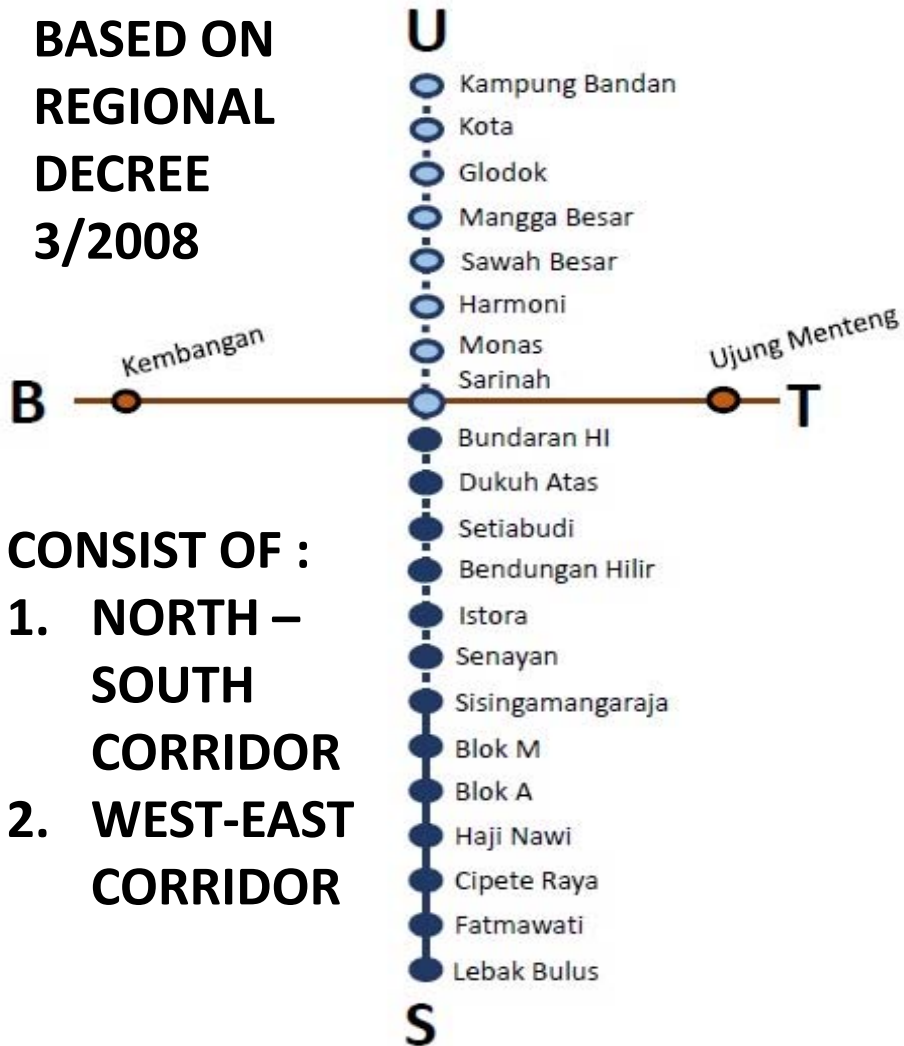 BASED ON
REGIONAL
DECREE
3/2008
U
Kampung Bandan
Kota
Glodok
Mangga Besar
Sawah Besar
Harmoni
Monas
Sarinah
Kembangan
Ujung Menteng
B
T
Bundaran HI
Dukuh Atas
Setiabudi
Bendungan Hilir
Istora
Senayan
Sisingamangaraja
Blok M
Blok A
Haji Nawi
Cipete Raya
Fatmawati
Lebak Bulus
S
CONSIST OF :
1. NORTH –
SOUTH
CORRIDOR
2. WEST-EAST
CORRIDOR